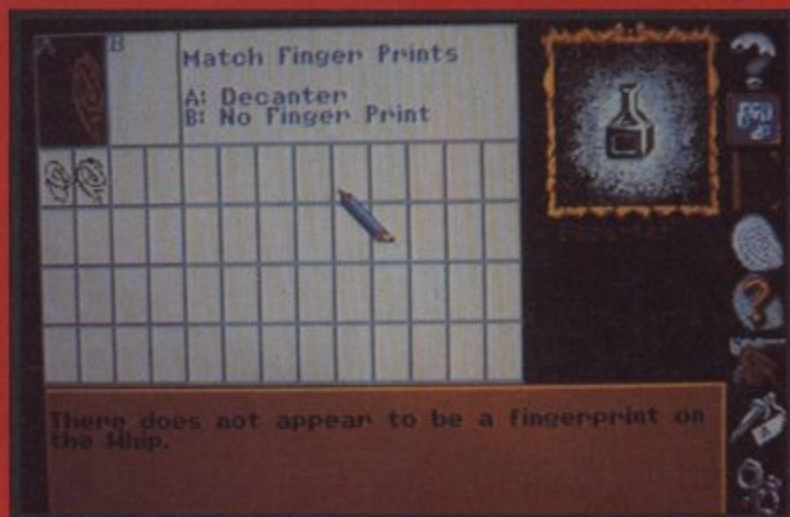 A
B
Match Finger Prints
A: Decanter
B: No Finger Print
There does not appear to be a fingerprint on
the Whip.